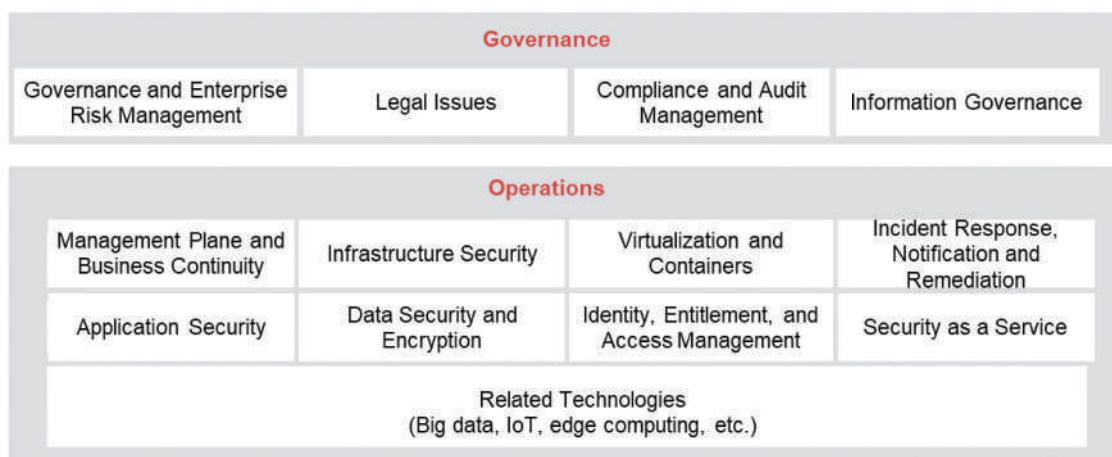 Governance
Governance and Enterprise
Risk Management
Legal Issues
Compliance and Audit
Management
Information Governance
Operations
Management Plane and
Business Continuity
Infrastructure Security
Virtualization and
Containers
Incident Response,
Notification and
Remediation
Application Security
Data Security and
Encryption
Identity, Entitlement, and
Access Management
Security as a Service
Related Technologies
(Big data, IoT, edge computing, etc.)